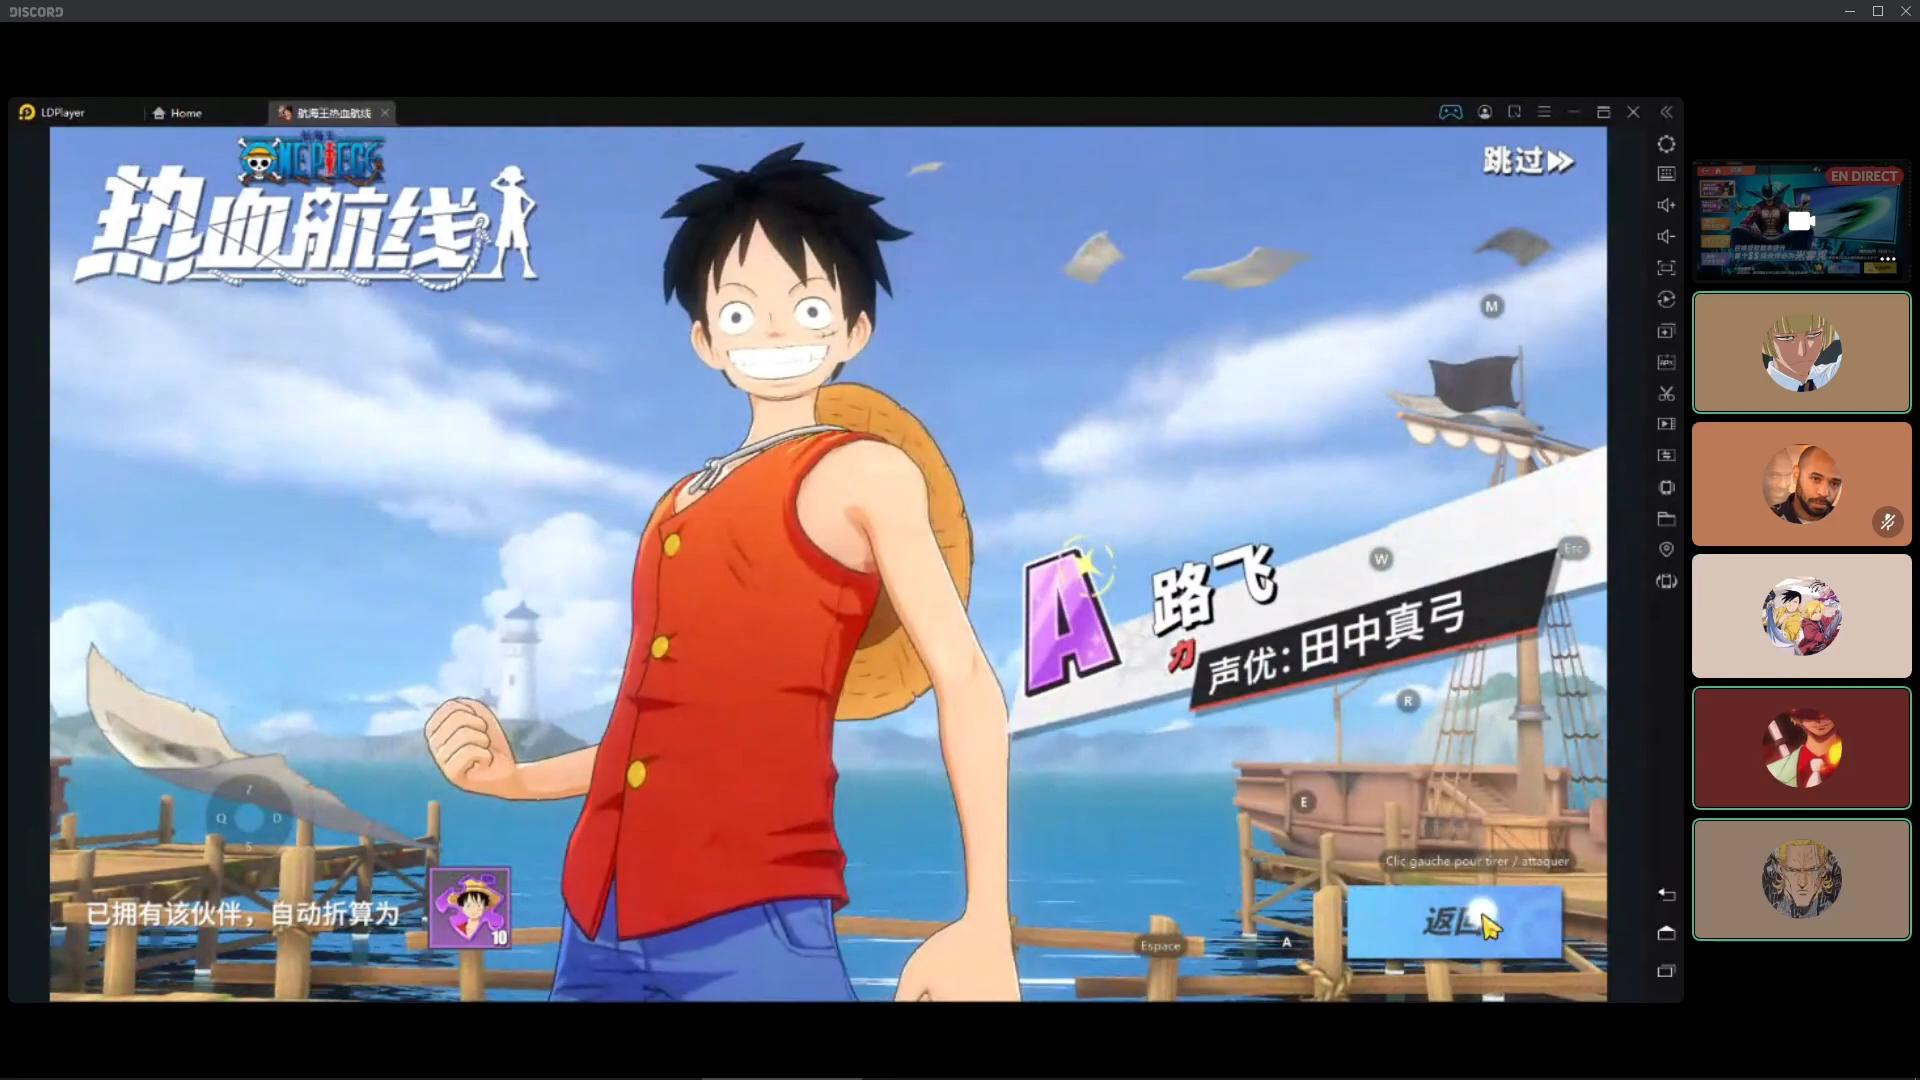 DISCORD
LDPlayer
Home
航海王热血航线
ONE PIECE
热血航线
跳过
EN DIRECT
M
W
Esc
A
路飞
力
声优：田中真弓
R
E
Z
Q
D
S
Clic gauche pour tirer / attaquer
已拥有该伙伴，自动折算为
10
Espace
A
返回